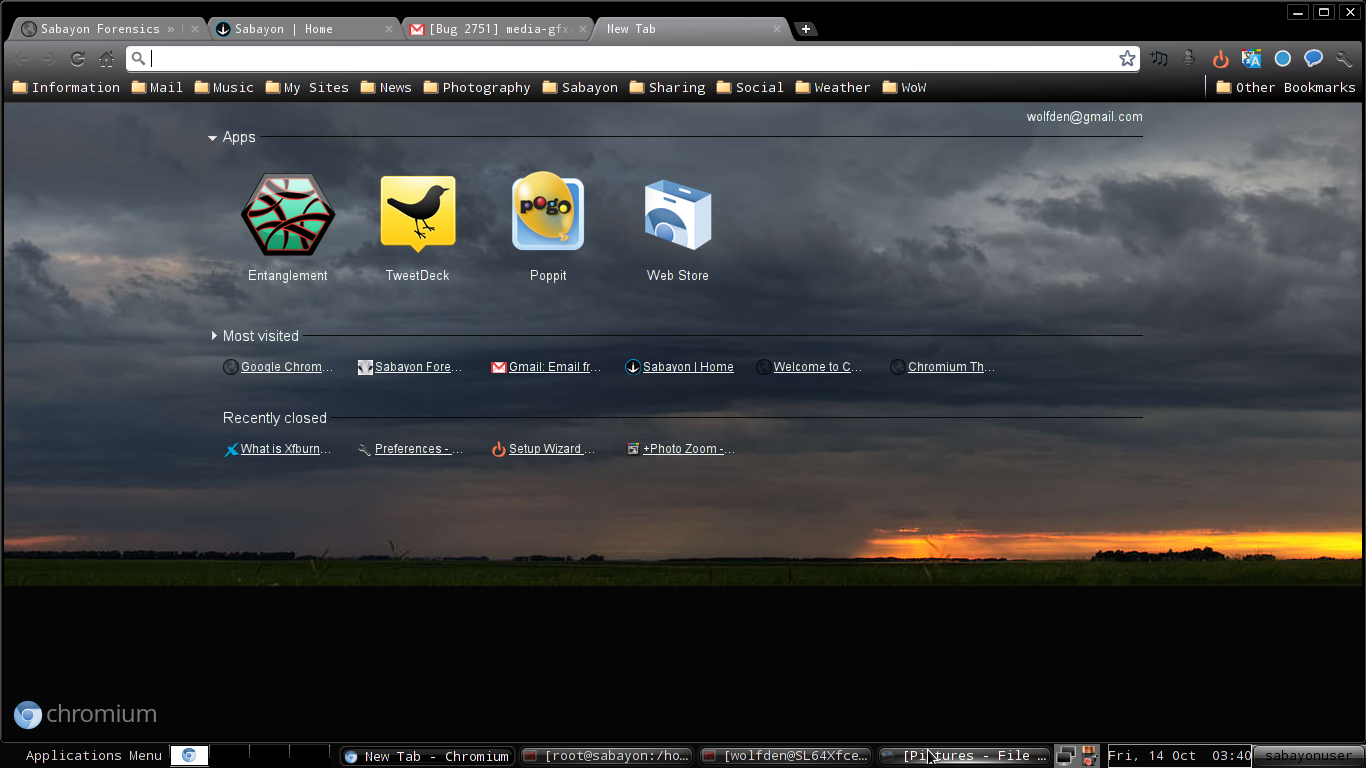 Sabayon Forensics »
Sabayon | Home
[Bug 2751] media-gfx
New Tab
Information Mail Music My Sites News Photography Sabayon Sharing Social Weather WoW Other Bookmarks
wolfden@gmail.com
Apps
pogo
Entanglement TweetDeck Poppit Web Store
Most visited
Google Chrom... Sabayon Fore... Gmail: Email fr... Sabayon | Home Welcome to C... Chromium Th...
Recently closed
What is Xfburn... Preferences - ... Setup Wizard ... +Photo Zoom -...
chromium
Applications Menu New Tab - Chromium [root@sabayon:/ho... [wolfden@SL64Xfce... [Pictures - File ... Fri, 14 Oct 03:40 sabayonuser